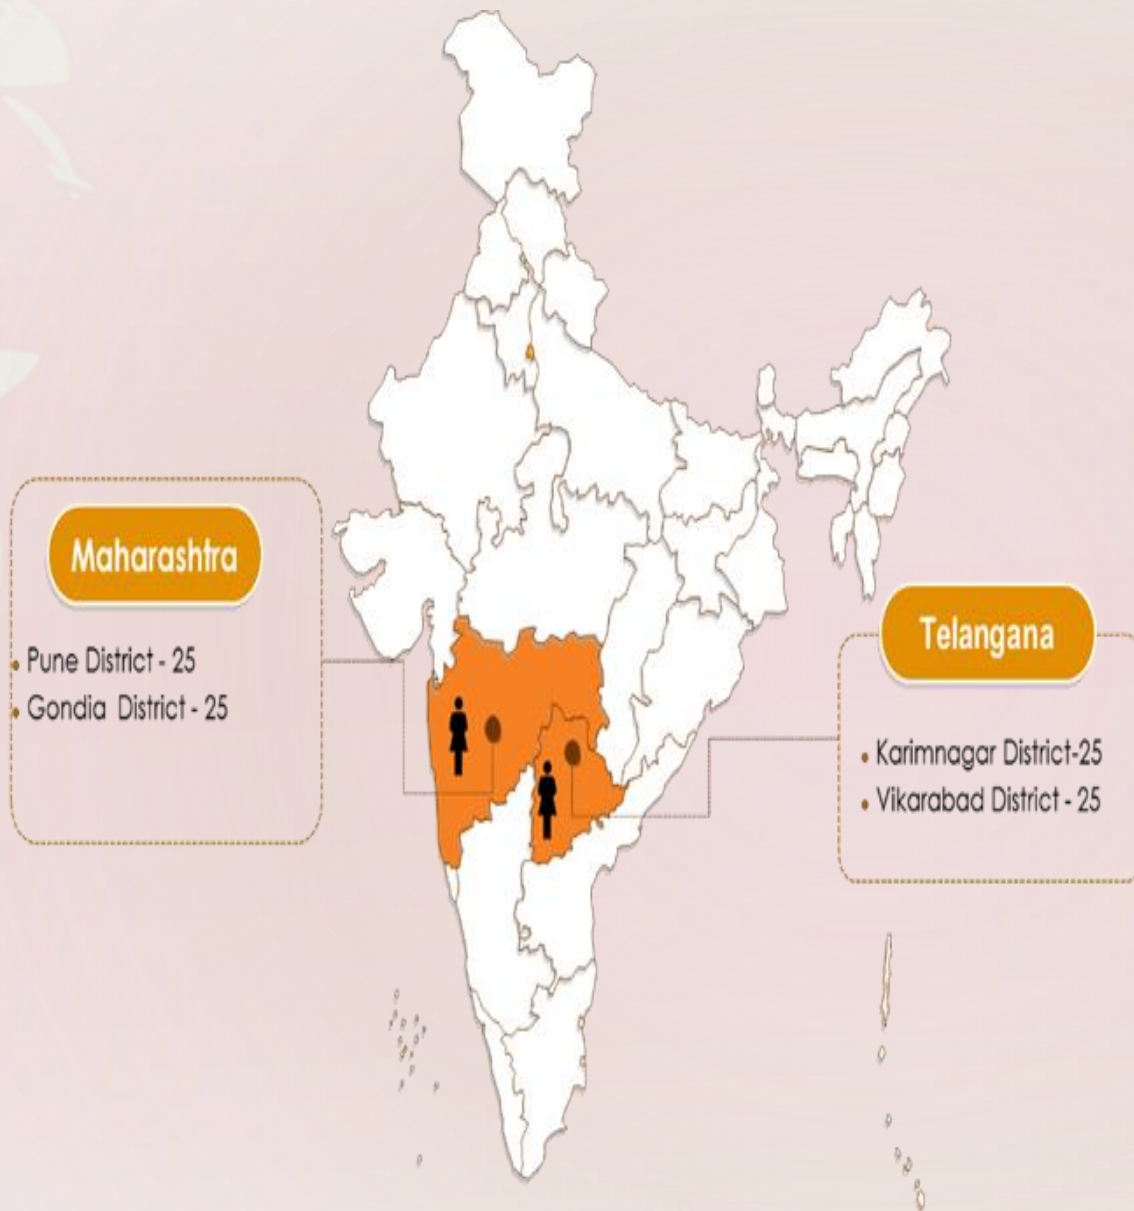 Maharashtra
Pune District - 25
Gondia District - 25
Telangana
Karimnagar District-25
Vikarabad District - 25